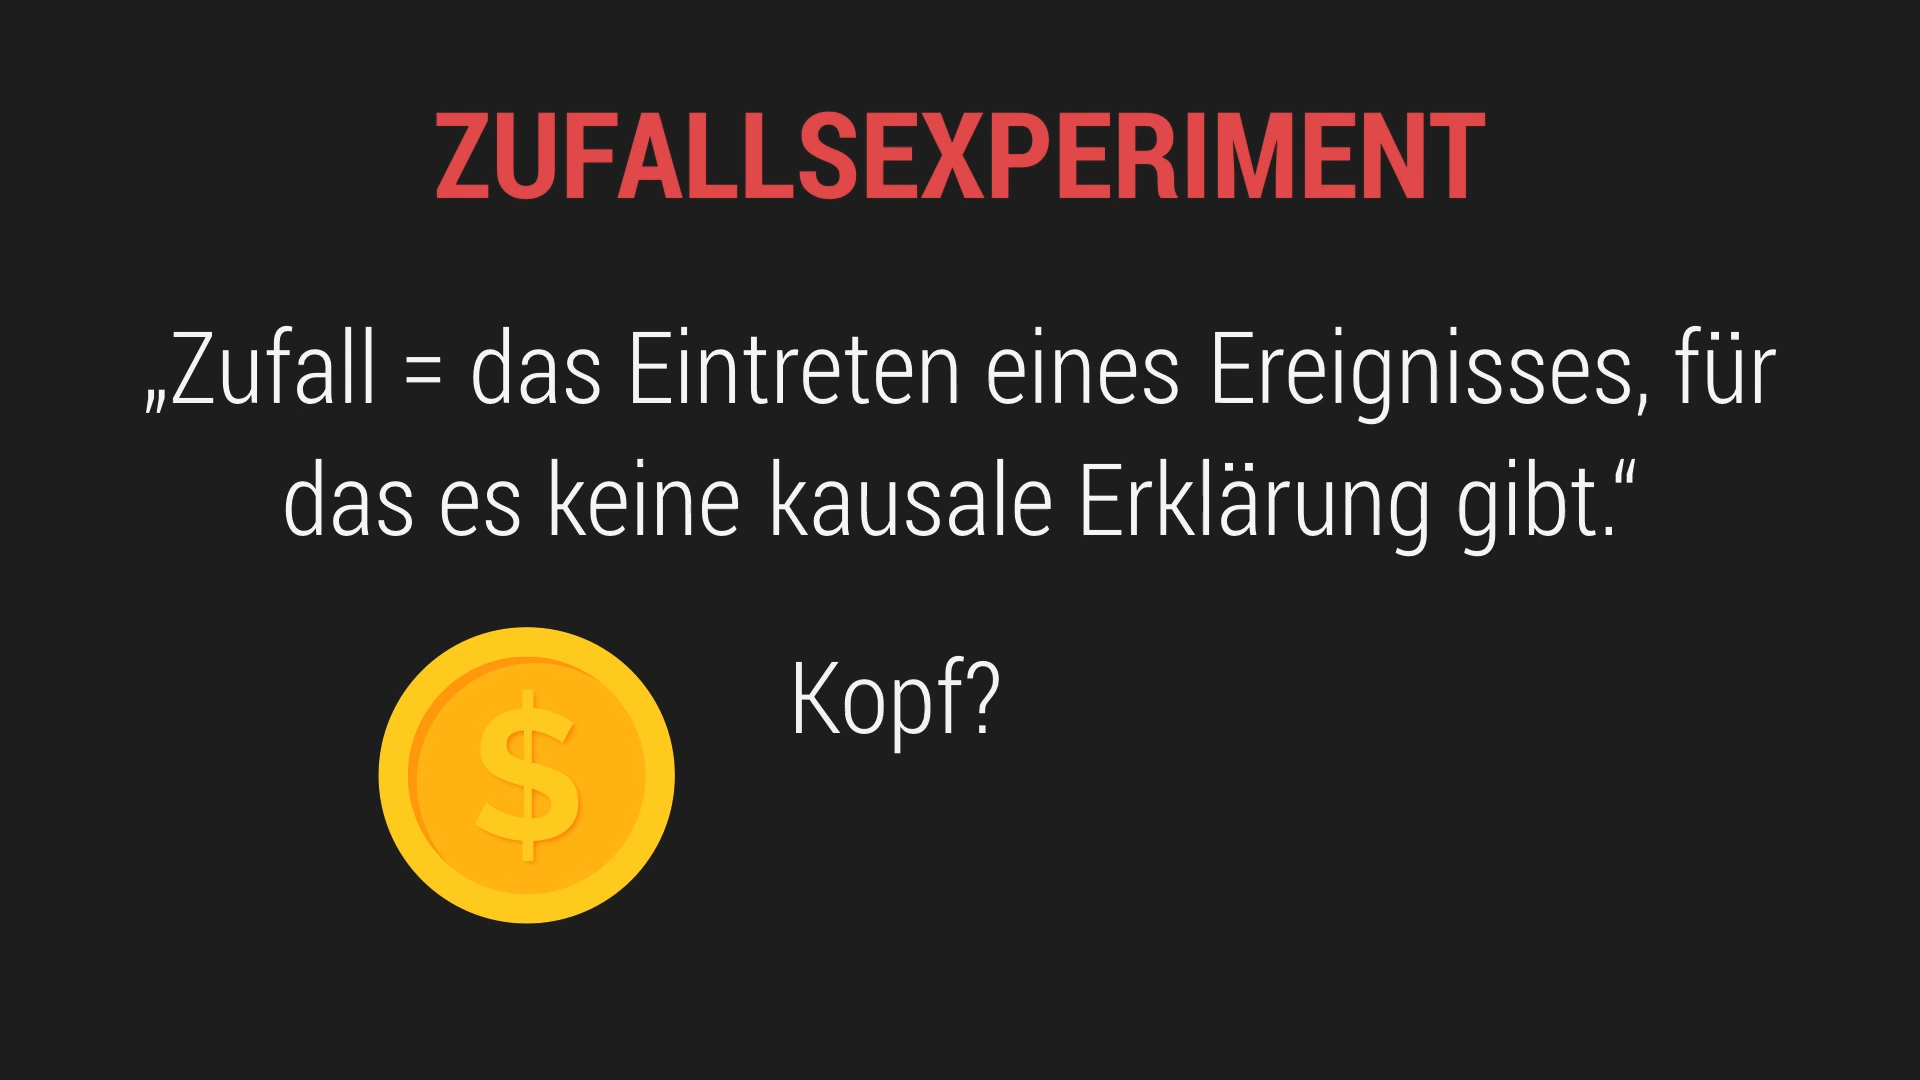 ZUFALLSEXPERIMENT
„Zufall = das Eintreten eines Ereignisses, für
das es keine kausale Erklärung gibt.“
Kopf?
$